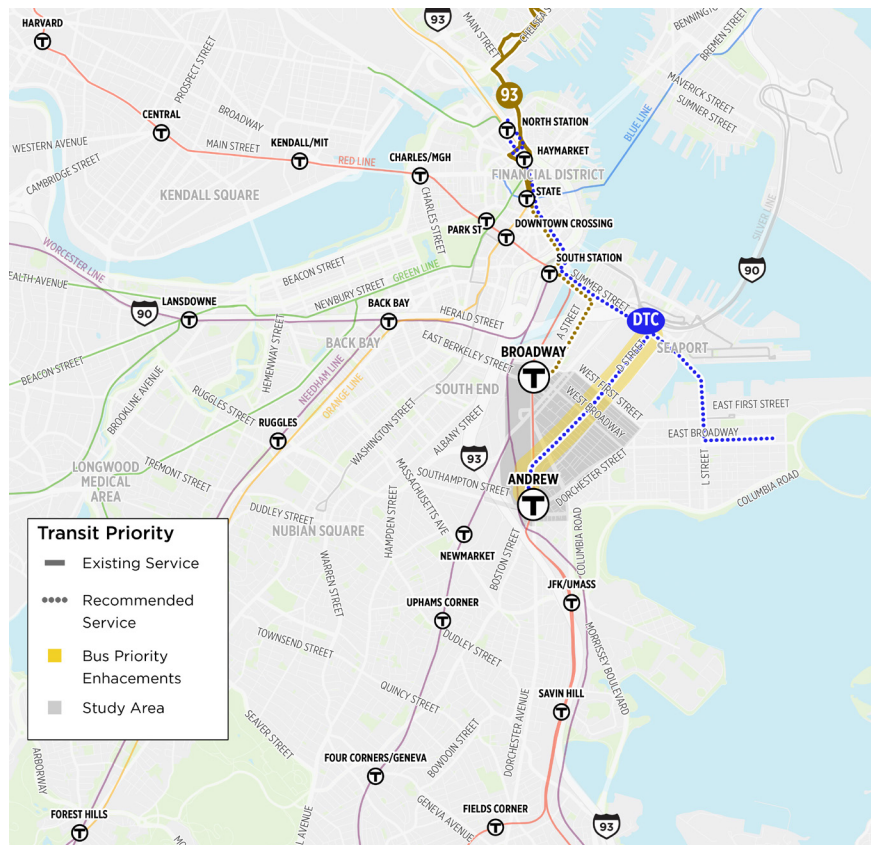 HARVARD
93
MAIN STREET
BREMEN STREET
PROSPECT STREET
93
MAVERICK STREET
SUMNER STREET
CENTRAL
BROADWAY
NORTH STATION
BLUE LINE
WESTERN AVENUE
MAIN STREET
KENDALL/MIT
RED LINE
CHARLES/MGH
HAYMARKET
CAMBRIDGE STREET
FINANCIAL DISTRICT
KENDALL SQUARE
CHARLES STREET
STATE
SILVER LINE
PARK ST
DOWNTOWN CROSSING
WORCESTER LINE
BEACON STREET
GREEN LINE
SOUTH STATION
SUMMER STREET
90
EALTH AVENUE
LANSDOWNE
NEWBURY STREET
BACK BAY
HERALD STREET
A STREET
DTC
90
BACK BAY
EAST BERKELEY STREET
BROADWAY
D STREET
SEAPORT
BEACON STREET
HEMENWAY STREET
NEEDHAM LINE
ORANGE LINE
SOUTH END
WEST FIRST STREET
BROOKLINE AVENUE
RUGGLES STREET
WASHINGTON STREET
ALBANY STREET
WEST BROADWAY
EAST FIRST STREET
RUGGLES
EAST BROADWAY
LONGWOOD
MEDICAL
AREA
TREMONT STREET
93
SOUTHAMPTON STREET
DORCHESTER STREET
L STREET
COLUMBIA ROAD
MASSACHUSETTS AVE
ANDREW
DUDLEY STREET
HAMPDEN STREET
NUBIAN SQUARE
COLUMBIA ROAD
Transit Priority
Existing Service
Recommended
Service
Bus Priority
Enhacements
Study Area
NEWMARKET
BOSTON STREET
WARREN STREET
JFK/UMASS
UPHAMS CORNER
TOWNSEND STREET
DUDLEY STREET
MORRISSEY BOULEVARD
QUINCY STREET
SAVIN HILL
SEAVER STREET
BOWDOIN STREET
DORCHESTER AVENUE
ARBORWAY
FOUR CORNERS/GENEVA
FOREST HILLS
L AVENUE
GENEVA AVENUE
FIELDS CORNER
93